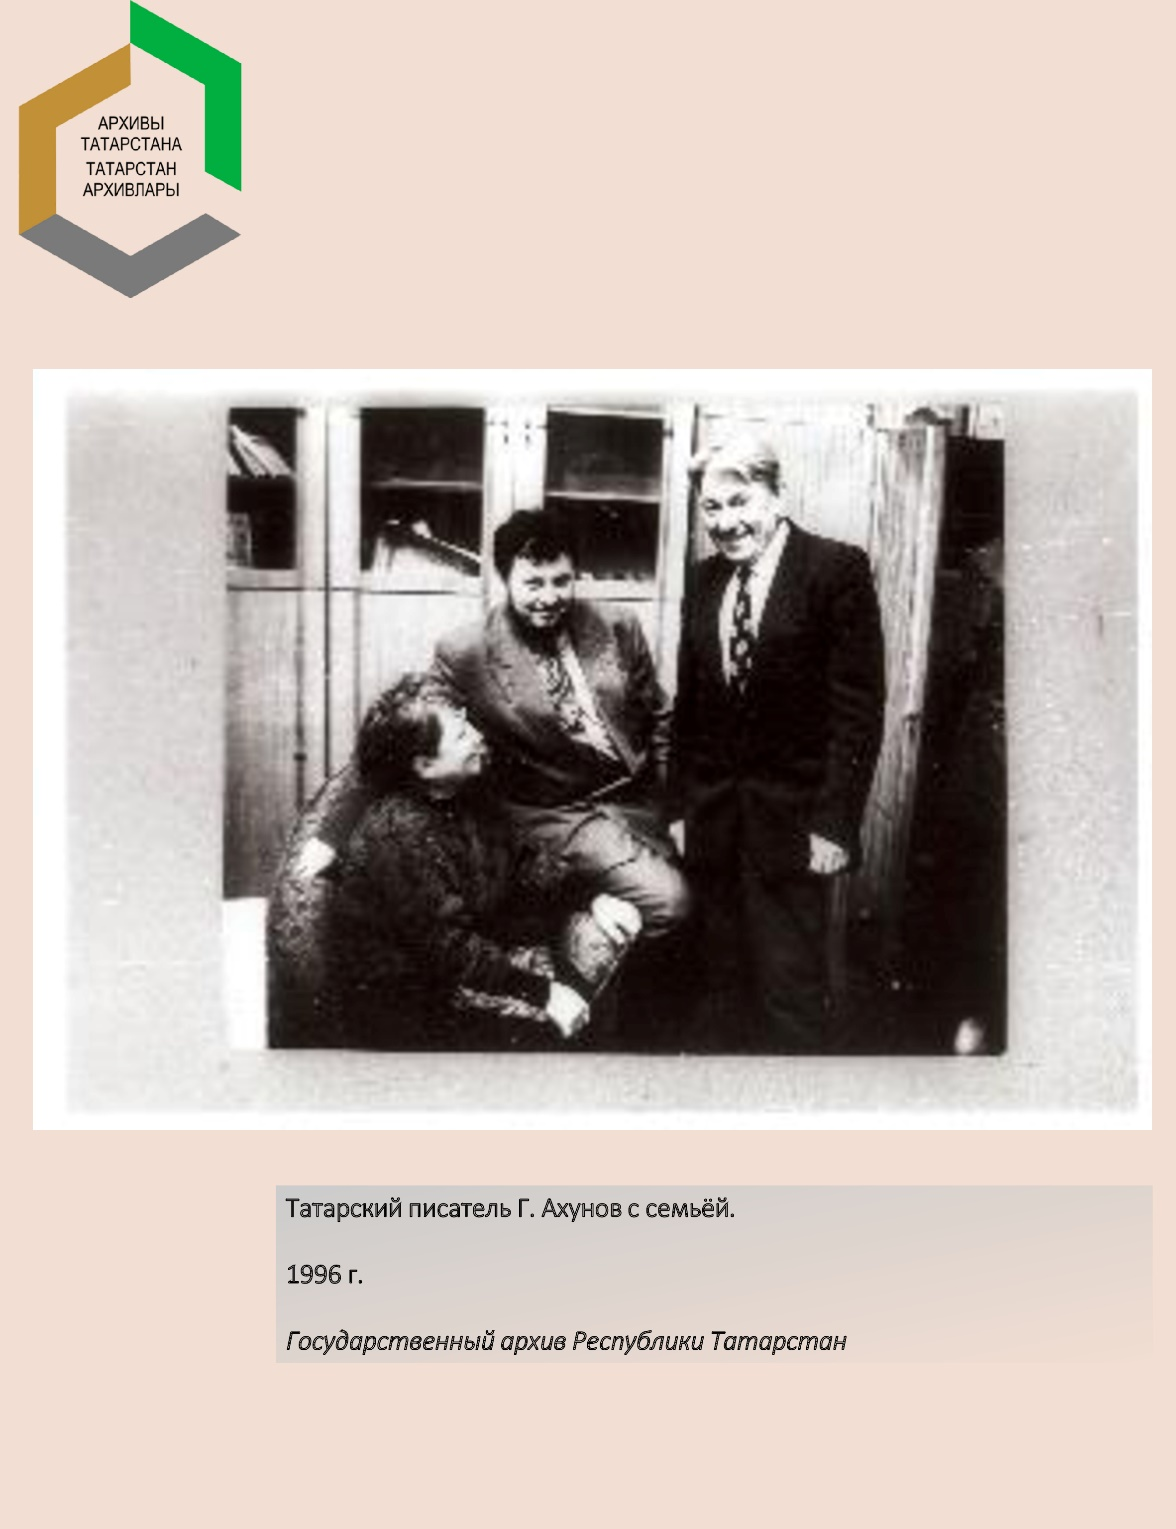 АРХИВЫ
ТАТАРСТАНА
ТАТАРСТАН
АРХИВЛАРЫ
Татарский писатель Г. Ахунов с семьёй.
1996 г.
Государственный архив Республики Татарстан